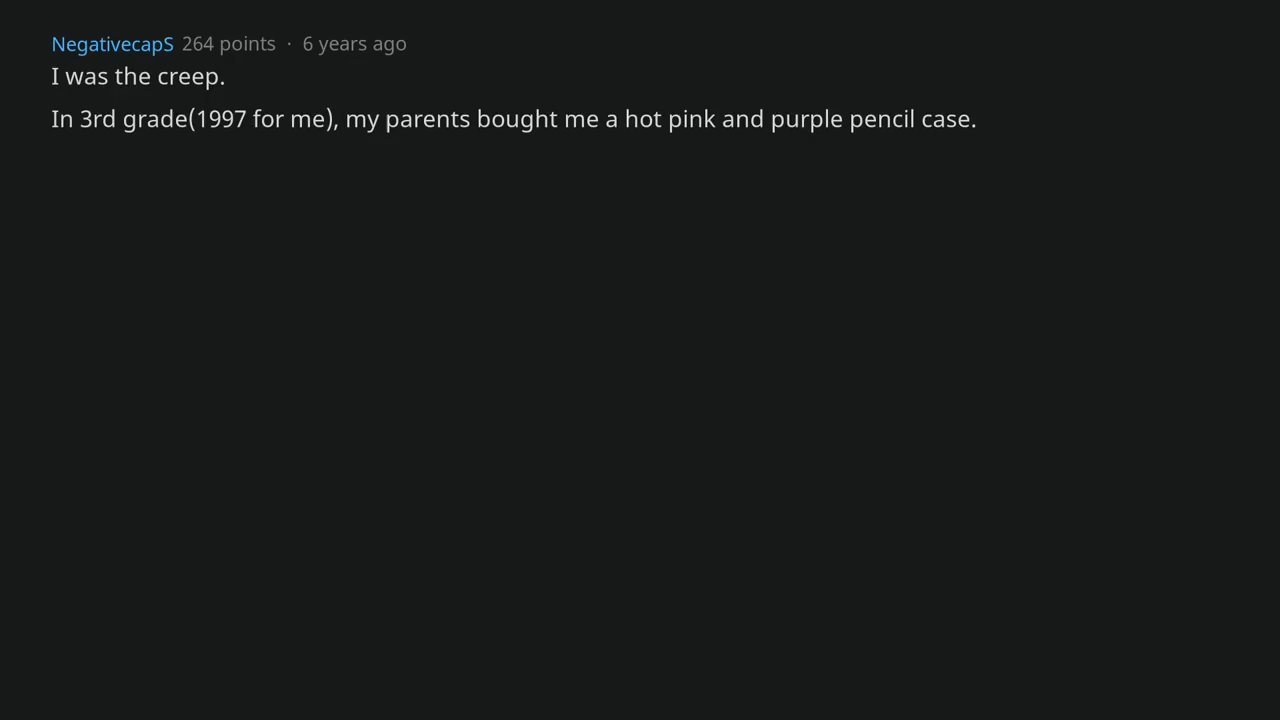 NegativecapS 264 points · 6 years ago
I was the creep.
In 3rd grade(1997 for me), my parents bought me a hot pink and purple pencil case.